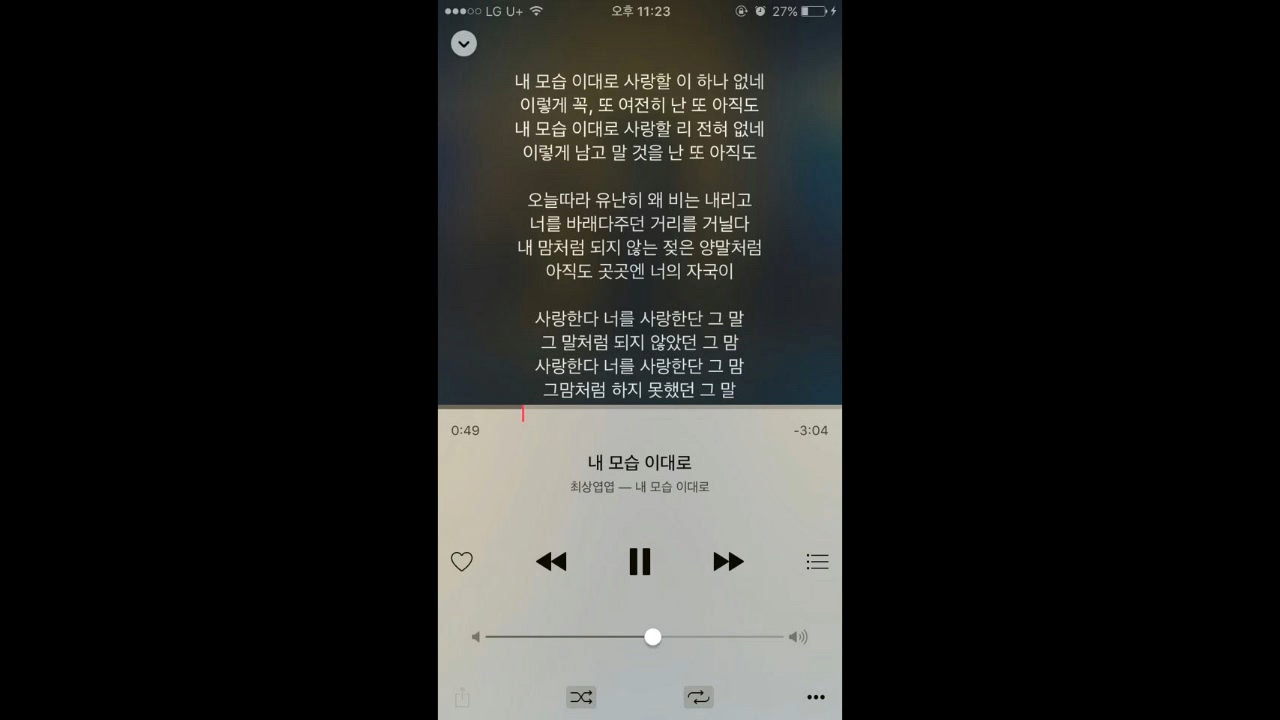 LG U+ 오후 11:23 27%
내 모습 이대로 사랑할 이 하나 없네
이렇게 꼭, 또 여전히 난 또 아직도
내 모습 이대로 사랑할 리 전혀 없네
이렇게 남고 말 것을 난 또 아직도
오늘따라 유난히 왜 비는 내리고
너를 바래다주던 거리를 거닐다
내 맘처럼 되지 않는 젖은 양말처럼
아직도 곳곳엔 너의 자국이
사랑한다 너를 사랑한단 그 말
그 말처럼 되지 않았던 그 맘
사랑한다 너를 사랑한단 그 맘
그맘처럼 하지 못했던 그 말
0:49 -3:04
내 모습 이대로
최상엽엽 — 내 모습 이대로